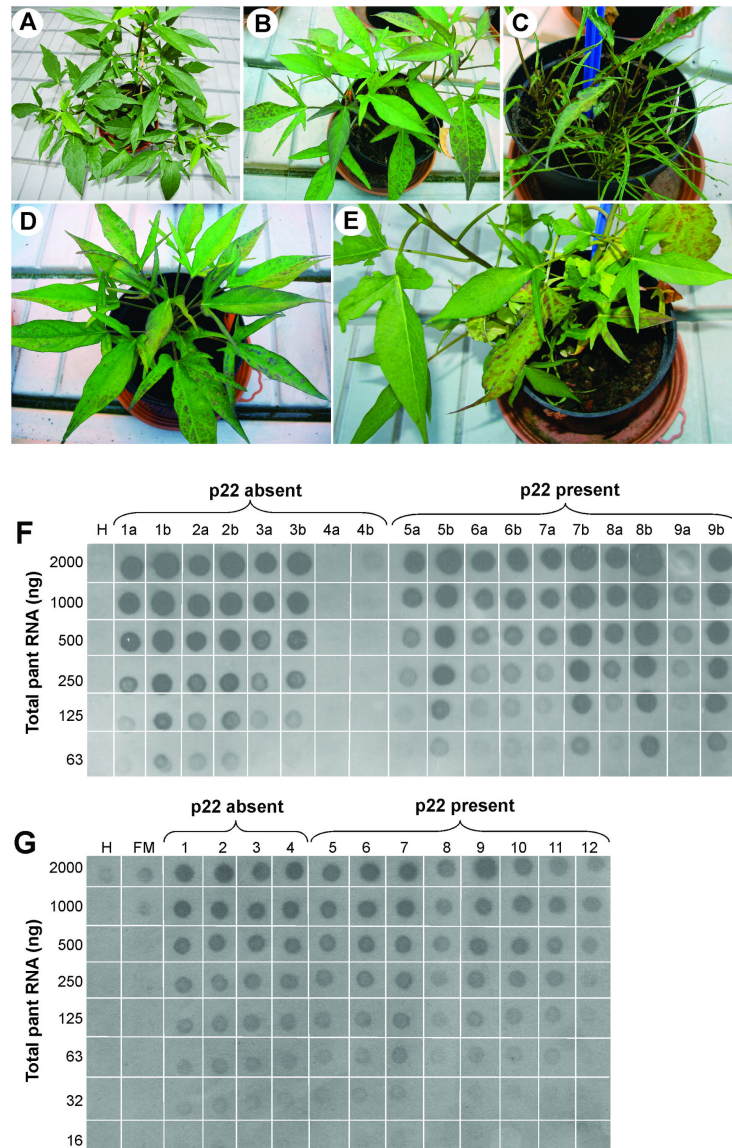 A
B
C
D
E
F
p22 absent
p22 present
H 1a 1b 2a 2b 3a 3b 4a 4b 5a 5b 6a 6b 7a 7b 8a 8b 9a 9b
Total pant RNA (ng)
2000
1000
500
250
125
63
G
p22 absent
p22 present
H FM 1 2 3 4 5 6 7 8 9 10 11 12
Total pant RNA (ng)
2000
1000
500
250
125
63
32
16